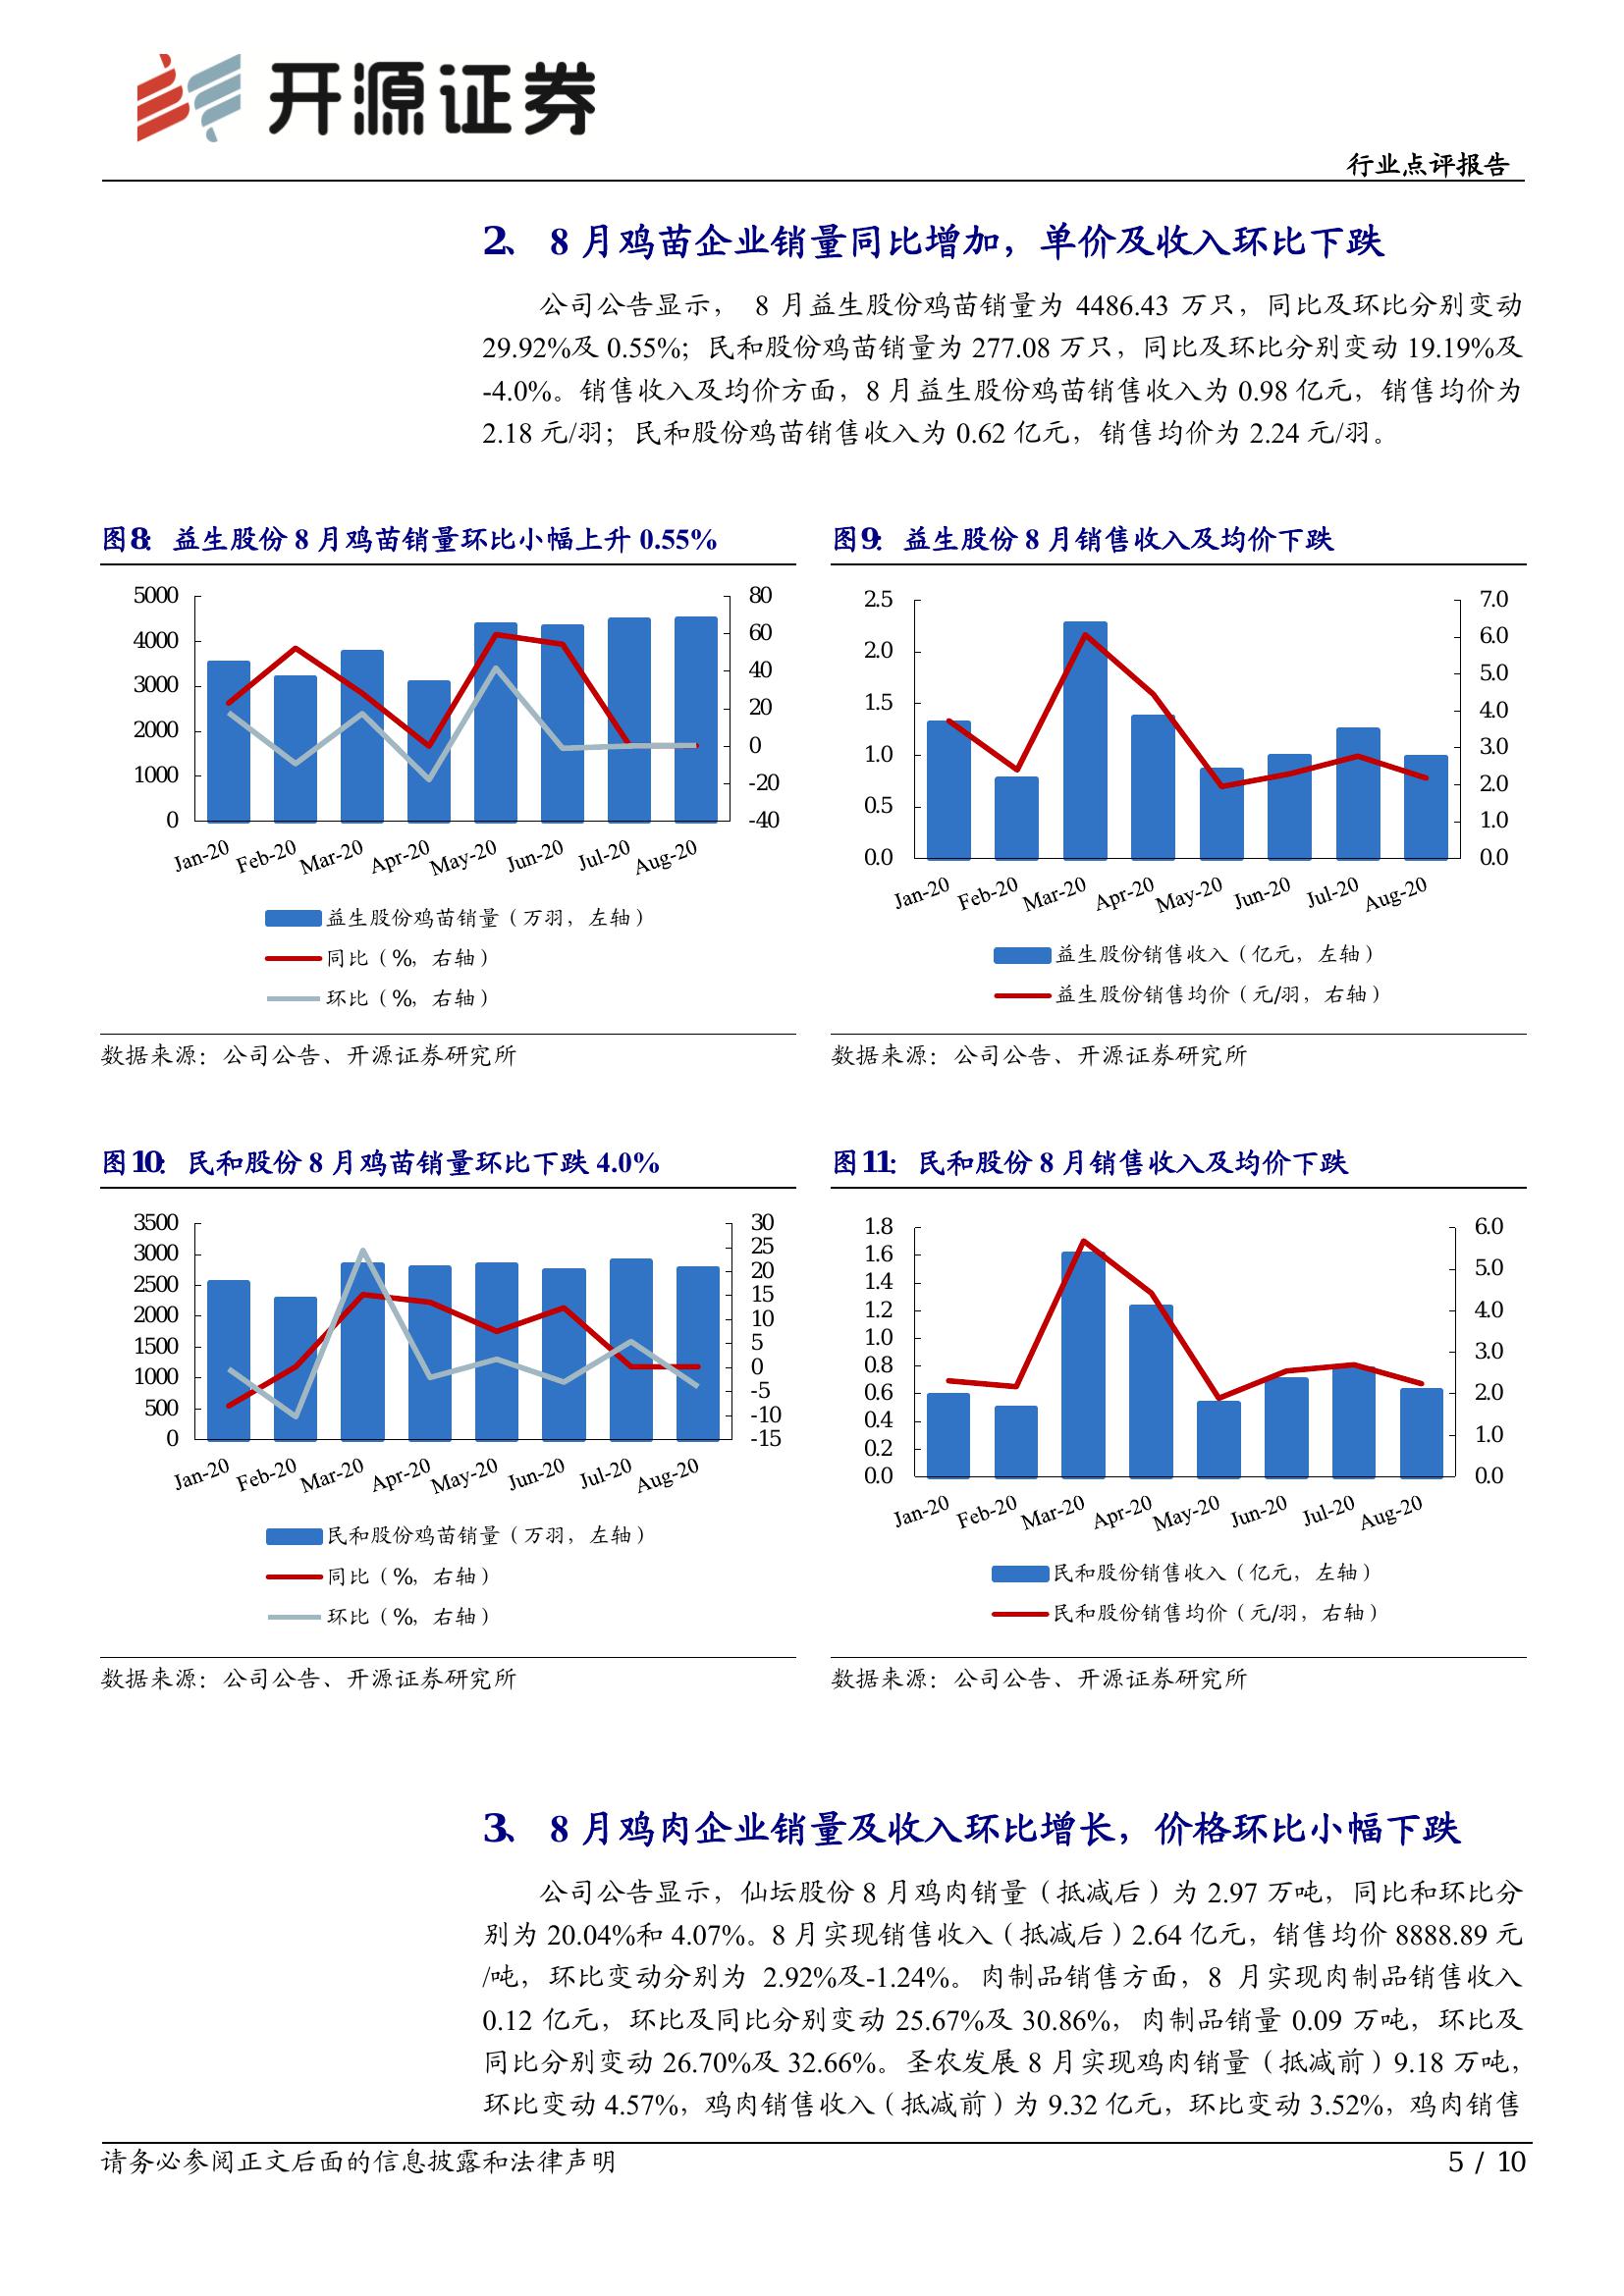 开源证券
行业点评报告
2、 8 月鸡苗企业销量同比增加，单价及收入环比下跌
公司公告显示， 8 月益生股份鸡苗销量为 4486.43 万只，同比及环比分别变动
29.92%及 0.55%；民和股份鸡苗销量为 277.08 万只，同比及环比分别变动 19.19%及
-4.0%。销售收入及均价方面，8 月益生股份鸡苗销售收入为 0.98 亿元，销售均价为
2.18 元/羽；民和股份鸡苗销售收入为 0.62 亿元，销售均价为 2.24 元/羽。
图8： 益生股份 8 月鸡苗销量环比小幅上升 0.55%
5000
4000
3000
2000
1000
0
80
60
40
20
0
-20
-40
Jan-20 Feb-20 Mar-20 Apr-20 May-20 Jun-20 Jul-20 Aug-20
益生股份鸡苗销量（万羽，左轴）
同比（%，右轴）
环比（%，右轴）
数据来源：公司公告、开源证券研究所
图9： 益生股份 8 月销售收入及均价下跌
2.5
2.0
1.5
1.0
0.5
0.0
7.0
6.0
5.0
4.0
3.0
2.0
1.0
0.0
Jan-20 Feb-20 Mar-20 Apr-20 May-20 Jun-20 Jul-20 Aug-20
益生股份销售收入（亿元，左轴）
益生股份销售均价（元/羽，右轴）
数据来源：公司公告、开源证券研究所
图10： 民和股份 8 月鸡苗销量环比下跌 4.0%
3500
3000
2500
2000
1500
1000
500
0
30
25
20
15
10
5
0
-5
-10
-15
Jan-20 Feb-20 Mar-20 Apr-20 May-20 Jun-20 Jul-20 Aug-20
民和股份鸡苗销量（万羽，左轴）
同比（%，右轴）
环比（%，右轴）
数据来源：公司公告、开源证券研究所
图11： 民和股份 8 月销售收入及均价下跌
1.8
1.6
1.4
1.2
1.0
0.8
0.6
0.4
0.2
0.0
6.0
5.0
4.0
3.0
2.0
1.0
0.0
Jan-20 Feb-20 Mar-20 Apr-20 May-20 Jun-20 Jul-20 Aug-20
民和股份销售收入（亿元，左轴）
民和股份销售均价（元/羽，右轴）
数据来源：公司公告、开源证券研究所
3、 8 月鸡肉企业销量及收入环比增长，价格环比小幅下跌
公司公告显示，仙坛股份 8 月鸡肉销量（抵减后）为 2.97 万吨，同比和环比分
别为 20.04%和 4.07%。8 月实现销售收入（抵减后）2.64 亿元，销售均价 8888.89 元
/吨，环比变动分别为 2.92%及-1.24%。肉制品销售方面，8 月实现肉制品销售收入
0.12 亿元，环比及同比分别变动 25.67%及 30.86%，肉制品销量 0.09 万吨，环比及
同比分别变动 26.70%及 32.66%。圣农发展 8 月实现鸡肉销量（抵减前）9.18 万吨，
环比变动 4.57%，鸡肉销售收入（抵减前）为 9.32 亿元，环比变动 3.52%，鸡肉销售
请务必参阅正文后面的信息披露和法律声明
5 / 10